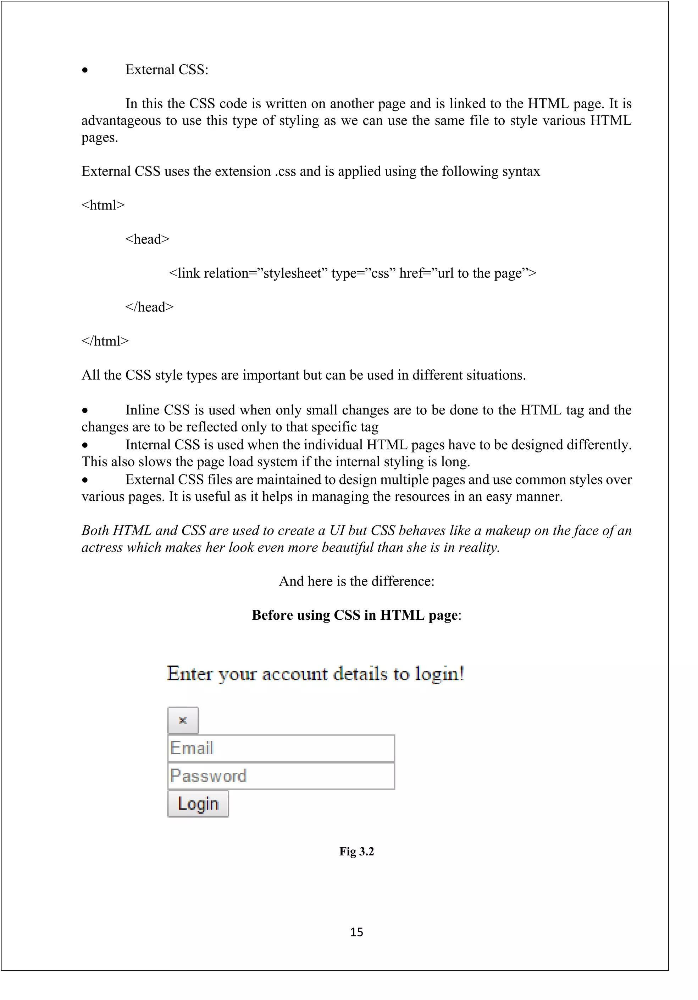 • External CSS:
In this the CSS code is written on another page and is linked to the HTML page. It is
advantageous to use this type of styling as we can use the same file to style various HTML
pages.
External CSS uses the extension .css and is applied using the following syntax
<html>
<head>
<link relation=”stylesheet” type=”css” href=”url to the page”>
</head>
</html>
All the CSS style types are important but can be used in different situations.
• Inline CSS is used when only small changes are to be done to the HTML tag and the
changes are to be reflected only to that specific tag
• Internal CSS is used when the individual HTML pages have to be designed differently.
This also slows the page load system if the internal styling is long.
• External CSS files are maintained to design multiple pages and use common styles over
various pages. It is useful as it helps in managing the resources in an easy manner.
Both HTML and CSS are used to create a UI but CSS behaves like a makeup on the face of an
actress which makes her look even more beautiful than she is in reality.
And here is the difference:
Before using CSS in HTML page:
Enter your account details to login!
×
Email
Password
Login
Fig 3.2
15